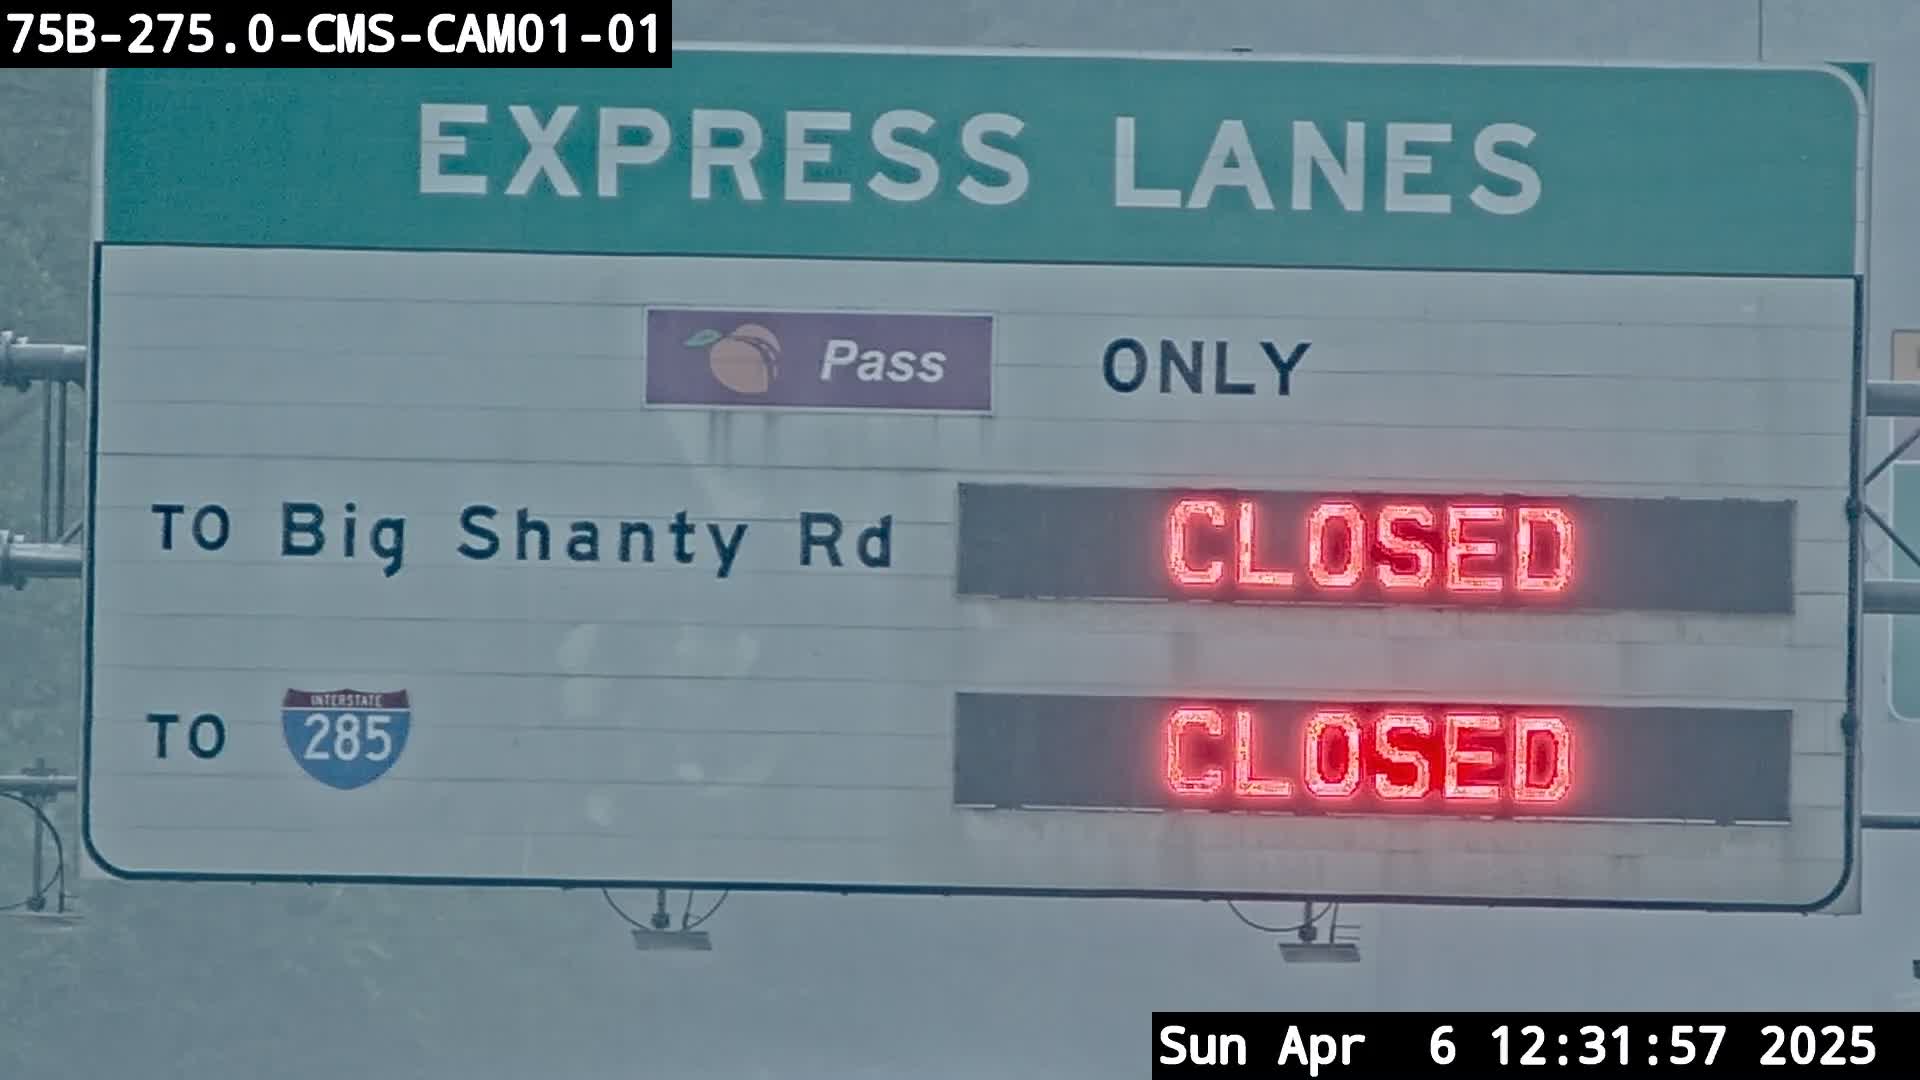 75B-275.0-CMS-CAM01-01
EXPRESS LANES
Pass ONLY
TO Big Shanty Rd CLOSED
TO INTERSTATE 285 CLOSED
Sun Apr 6 12:31:57 2025